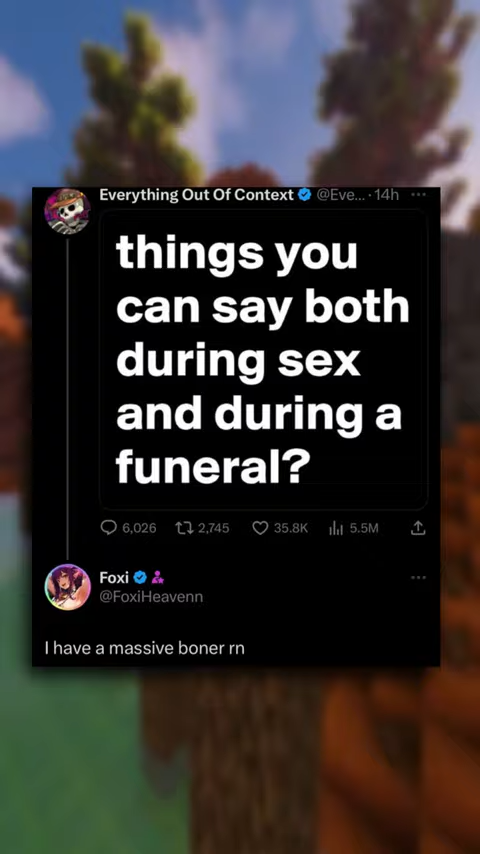 Everything Out Of Context @Eve... · 14h
things you
can say both
during sex
and during a
funeral?
6,026 2,745 35.8K 5.5M
Foxi
@FoxiHeavenn
I have a massive boner rn